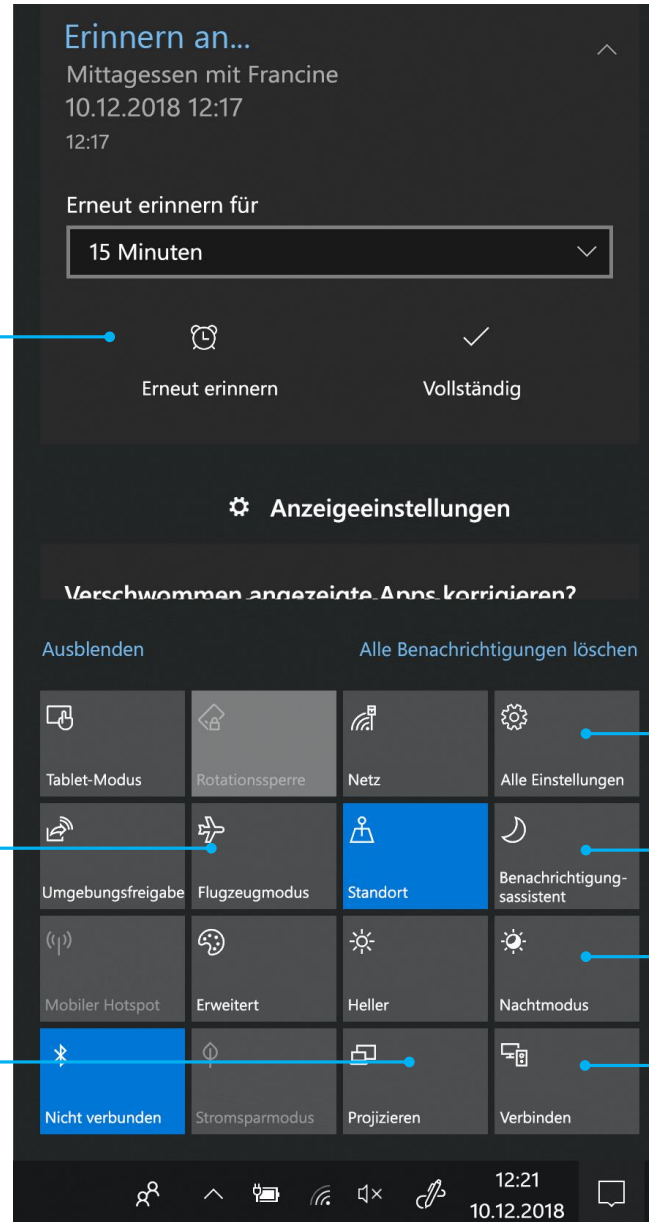 Erinnern an...
Mittagessen mit Francine
10.12.2018 12:17
12:17
Erneut erinnern für
15 Minuten
Erneut erinnern
Vollständig
Anzeigeeinstellungen
Verschwommen angezeigte Apps korrigieren?
Ausblenden
Alle Benachrichtigungen löschen
Tablet-Modus
Rotationssperre
Netz
Alle Einstellungen
Umgebungsfreigabe
Flugzeugmodus
Standort
Benachrichtigung-
sassistent
Mobiler Hotspot
Erweitert
Heller
Nachtmodus
Nicht verbunden
Stromsparmodus
Projizieren
Verbinden
12:21
10.12.2018